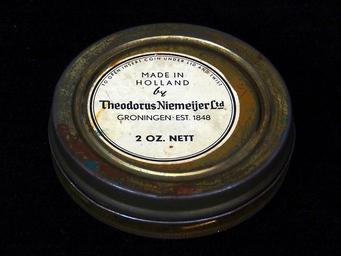 TO OPEN INSERT COIN UNDER LID AND TWIST
MADE IN
HOLLAND
by
Theodorus Niemeijer Ltd
GRONINGEN · EST. 1848
2 OZ. NETT